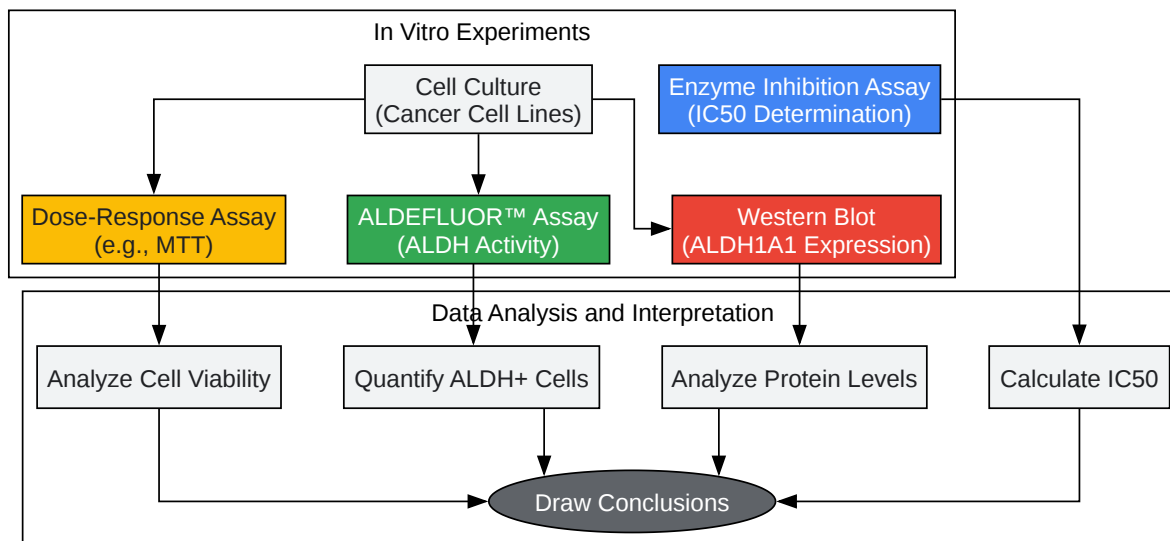 In Vitro Experiments
Cell Culture
(Cancer Cell Lines)
Enzyme Inhibition Assay
(IC50 Determination)
Dose-Response Assay
(e.g., MTT)
ALDEFLUOR™ Assay
(ALDH Activity)
Western Blot
(ALDH1A1 Expression)
Data Analysis and Interpretation
Analyze Cell Viability
Quantify ALDH+ Cells
Analyze Protein Levels
Calculate IC50
Draw Conclusions